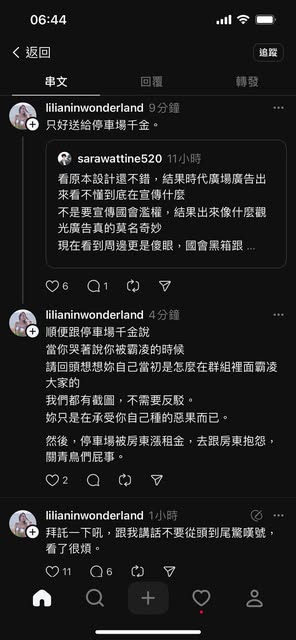 06:44
返回
追蹤
串文
回覆
轉發
lilianinwonderland 9分鐘
只好送給停車場千金。
sarawattine520 11小時
看原本設計還不錯，結果時代廣場廣告出
來看不懂到底在宣傳什麼
不是要宣傳國會濫權，結果出來像什麼觀
光廣告真的莫名奇妙
現在看到周邊更是傻眼，國會黑箱跟 ...
6 1
lilianinwonderland 4分鐘
順便跟停車場千金說
當你哭著說你被霸凌的時候
請回頭想想妳自己當初是怎麼在群組裡面霸凌
大家的
我們都有截圖，不需要反駁。
妳只是在承受你自己種的惡果而已。
然後，停車場被房東漲租金，去跟房東抱怨，
關青鳥們屁事。
2
lilianinwonderland 1小時
拜託一下吼，跟我講話不要從頭到尾驚嘆號，
看了很煩。
11 6